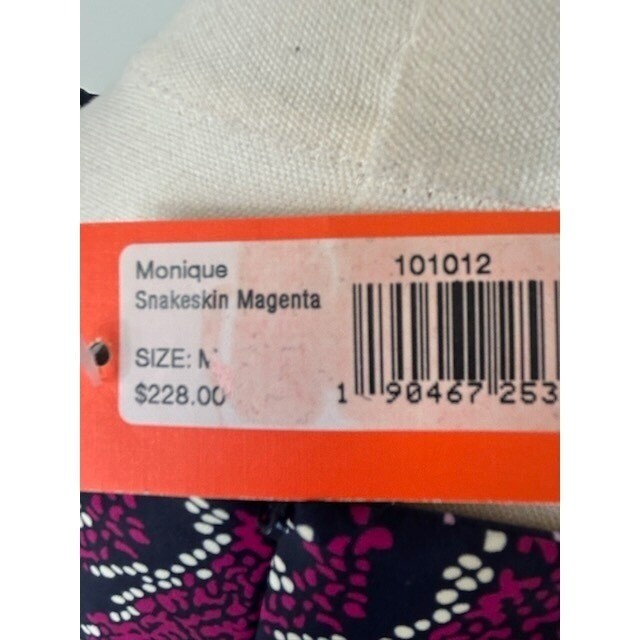 Monique
Snakeskin Magenta
SIZE: M
$228.00
101012
1 90467 253